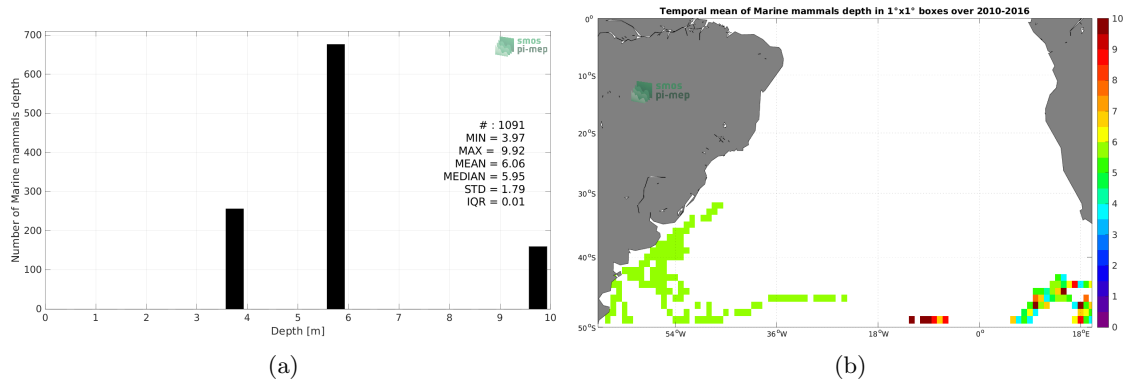 700
600
500
400
300
200
100
0
Number of Marine mammals depth
smos
pi-mep
# : 1091
MIN = 3.97
MAX = 9.92
MEAN = 6.06
MEDIAN = 5.95
STD = 1.79
IQR = 0.01
0 1 2 3 4 5 6 7 8 9 10
Depth [m]
(a)
Temporal mean of Marine mammals depth in 1°x1° boxes over 2010-2016
smos
pi-mep
0°
10°S
20°S
30°S
40°S
50°S
54°W 36°W 18°W 0° 18°E
10
9
8
7
6
5
4
3
2
1
0
(b)